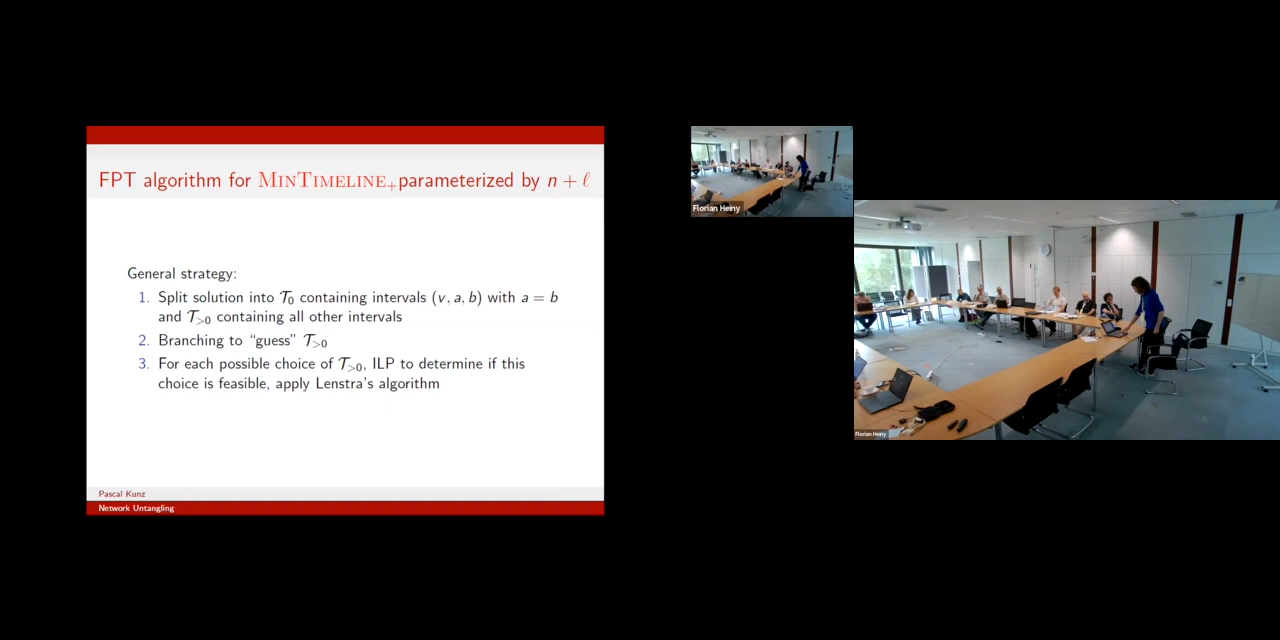 FPT algorithm for MINTIMELINE₊parameterized by n + ℓ
General strategy:
1. Split solution into 𝒯₀ containing intervals (v, a, b) with a = b
and 𝒯>₀ containing all other intervals
2. Branching to “guess” 𝒯>₀
3. For each possible choice of 𝒯>₀, ILP to determine if this
choice is feasible, apply Lenstra's algorithm
Pascal Kunz
Network Untangling
Florian Heiny
Florian Heiny